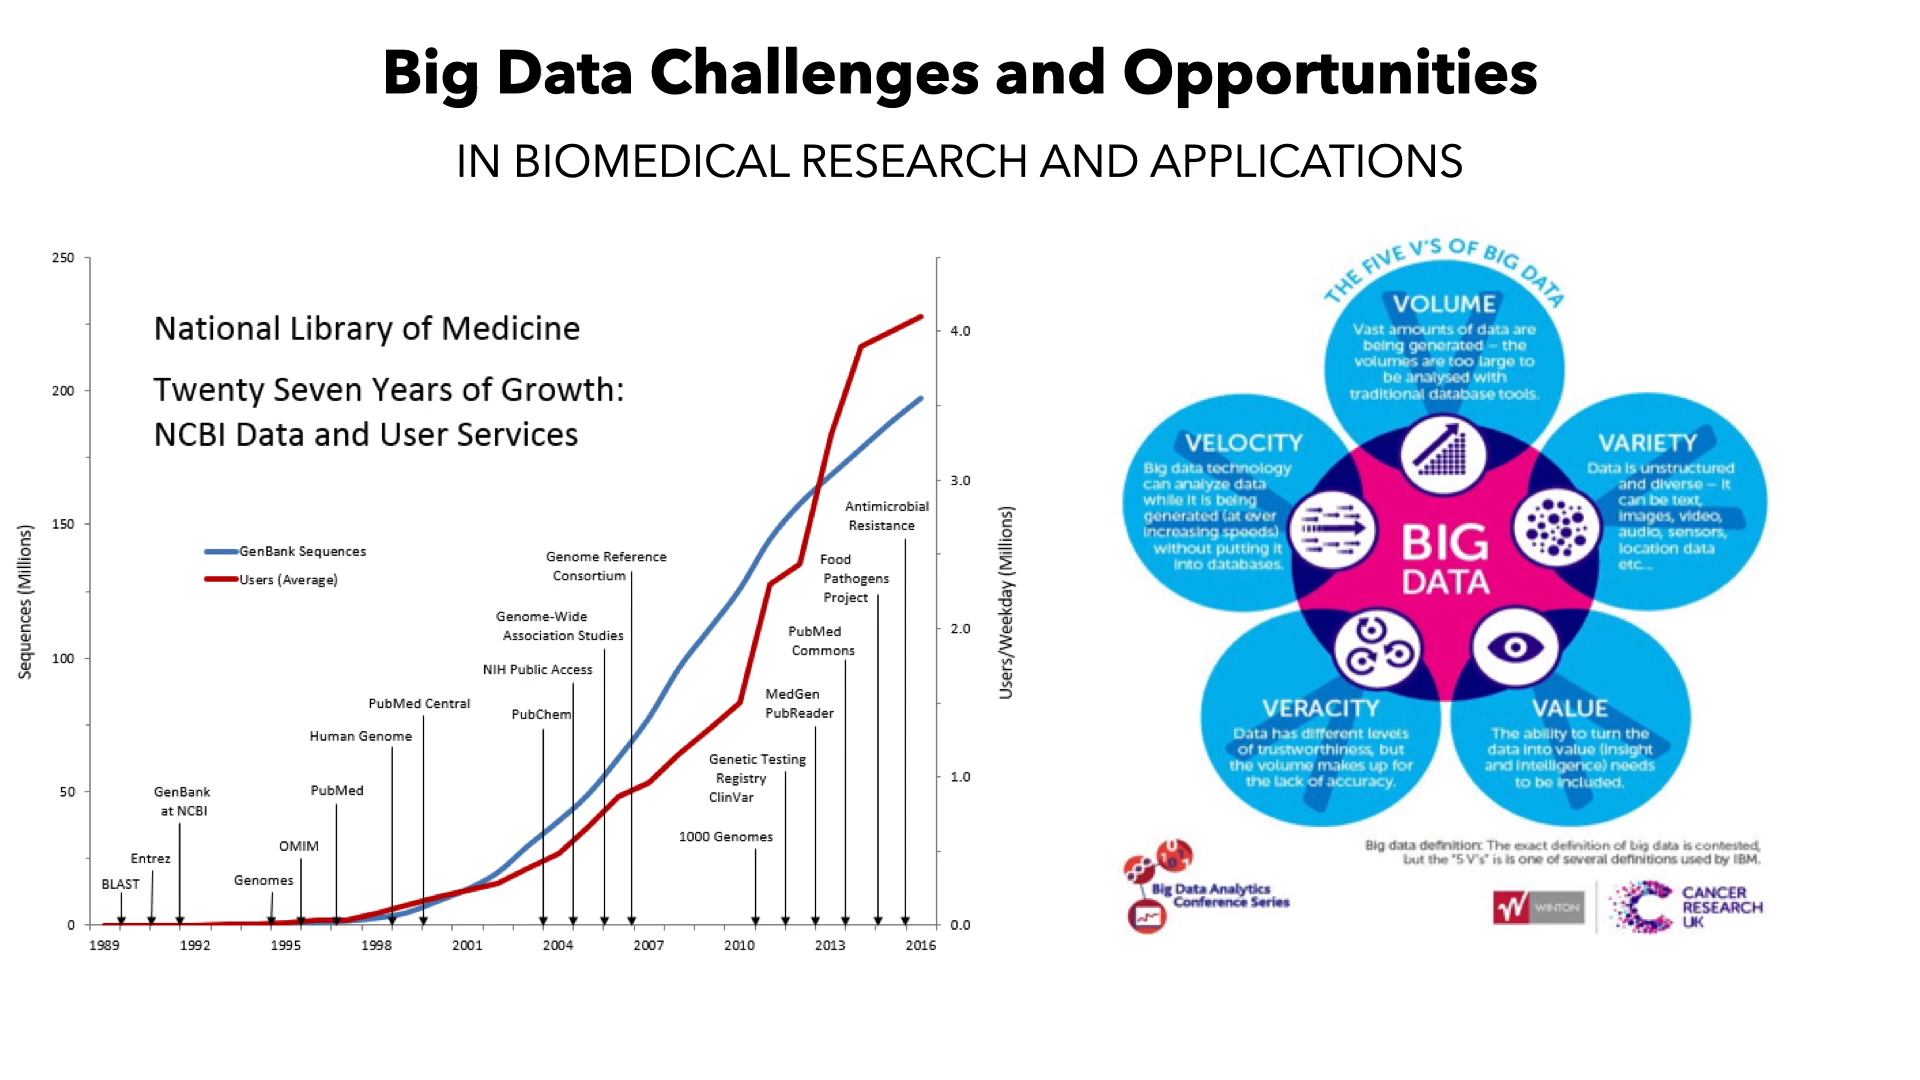 Big Data Challenges and Opportunities
IN BIOMEDICAL RESEARCH AND APPLICATIONS
National Library of Medicine
Twenty Seven Years of Growth:
NCBI Data and User Services
Sequences (Millions)
250
200
150
100
50
0
GenBank Sequences
Users (Average)
BLAST
Entrez
GenBank
at NCBI
Genomes
OMIM
PubMed
Human Genome
PubMed Central
PubChem
NIH Public Access
Genome-Wide
Association Studies
Genome Reference
Consortium
1000 Genomes
Genetic Testing
Registry
ClinVar
MedGen
PubReader
PubMed
Commons
Food
Pathogens
Project
Antimicrobial
Resistance
4.0
3.0
2.0
1.0
0.0
Users/Weekday (Millions)
1989
1992
1995
1998
2001
2004
2007
2010
2013
2016
THE FIVE V'S OF BIG DATA
VOLUME
Vast amounts of data are
being generated – the
volumes are too large to
be analysed with
traditional database tools.
VELOCITY
Big data technology
can analyze data
while it is being
generated (at ever
increasing speeds)
without putting it
into databases.
VARIETY
Data is unstructured
and diverse – it
can be text,
images, video,
audio, sensors,
location data
etc...
BIG
DATA
VERACITY
Data has different levels
of trustworthiness, but
the volume makes up for
the lack of accuracy.
VALUE
The ability to turn the
data into value (insight
and intelligence) needs
to be included.
Big data definition: The exact definition of big data is contested,
but the "5 V's" is is one of several definitions used by IBM.
Big Data Analytics
Conference Series
W WINTON
CANCER
RESEARCH
UK